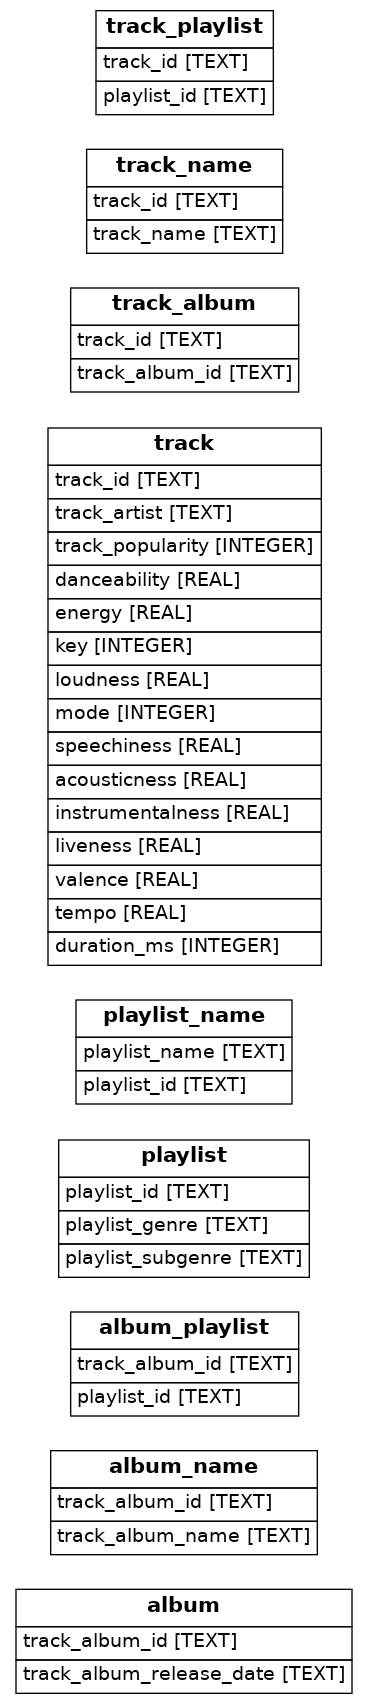 track_playlist
track_id [TEXT]
playlist_id [TEXT]
track_name
track_id [TEXT]
track_name [TEXT]
track_album
track_id [TEXT]
track_album_id [TEXT]
track
track_id [TEXT]
track_artist [TEXT]
track_popularity [INTEGER]
danceability [REAL]
energy [REAL]
key [INTEGER]
loudness [REAL]
mode [INTEGER]
speechiness [REAL]
acousticness [REAL]
instrumentalness [REAL]
liveness [REAL]
valence [REAL]
tempo [REAL]
duration_ms [INTEGER]
playlist_name
playlist_name [TEXT]
playlist_id [TEXT]
playlist
playlist_id [TEXT]
playlist_genre [TEXT]
playlist_subgenre [TEXT]
album_playlist
track_album_id [TEXT]
playlist_id [TEXT]
album_name
track_album_id [TEXT]
track_album_name [TEXT]
album
track_album_id [TEXT]
track_album_release_date [TEXT]